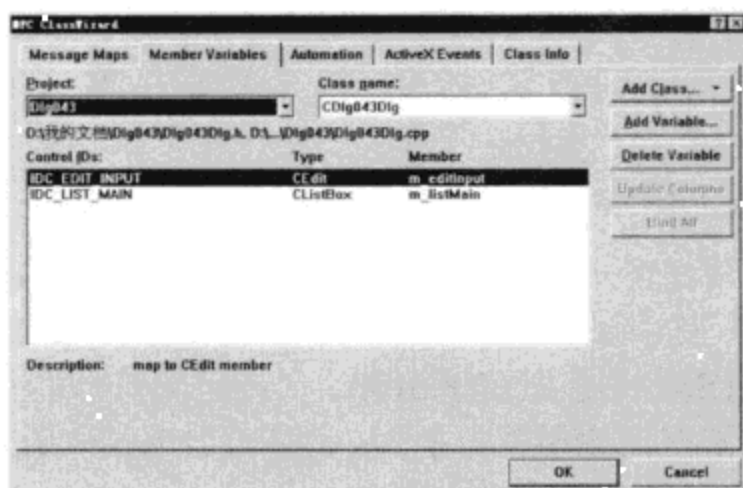 MFC ClassWizard
Message Maps Member Variables Automation ActiveX Events Class Info
Project: Class name:
Dlg043 CDlg043Dlg
Add Class...
D:\我的文档\Dlg043\Dlg043Dlg.h, D:\...\Dlg043\Dlg043Dlg.cpp
Add Variable...
Control IDs: Type Member
Delete Variable
IDC_EDIT_INPUT CEdit m_editInput
IDC_LIST_MAIN CListBox m_listMain
Update Columns
Bind All
Description: map to CEdit member
OK Cancel